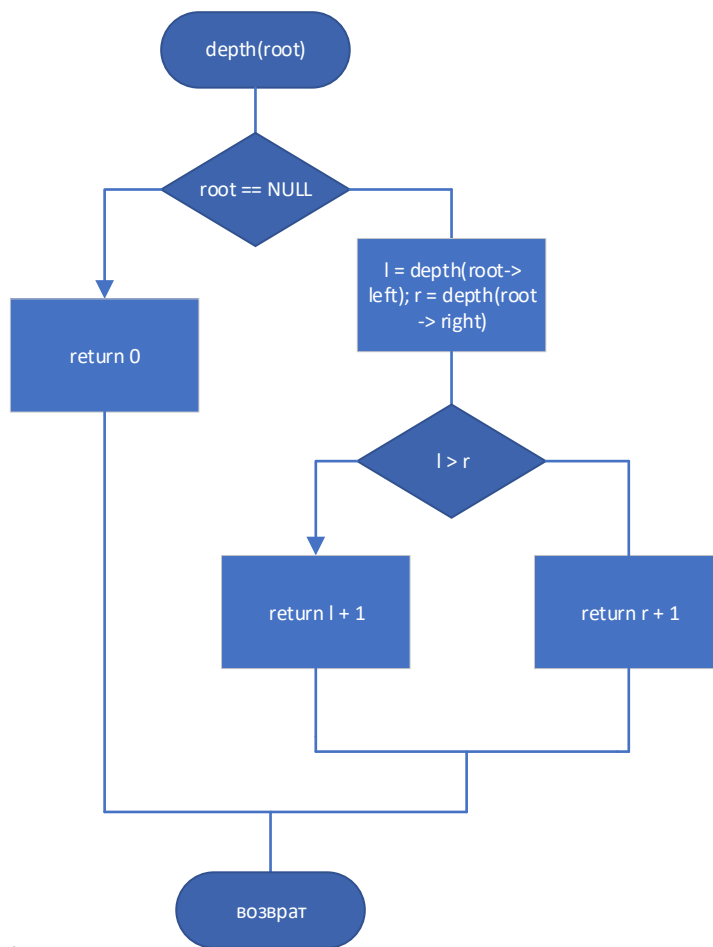 depth(root)
root == NULL
l = depth(root->
left); r = depth(root
-> right)
return 0
l > r
return l + 1
return r + 1
возврат